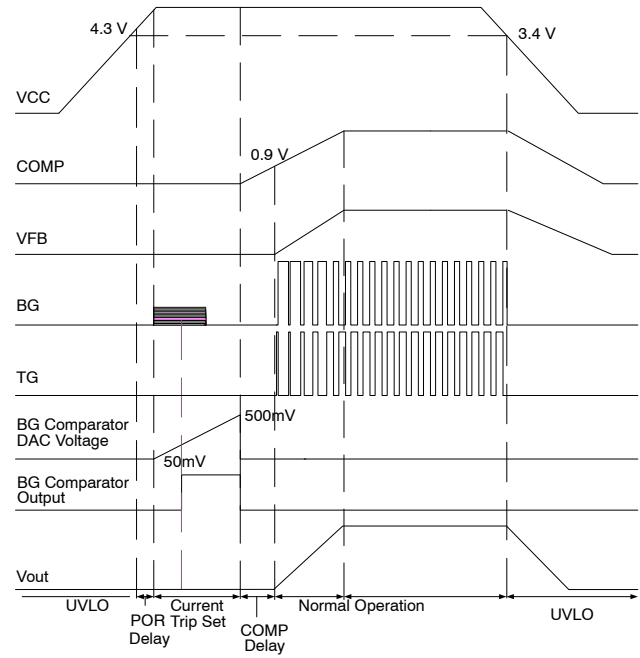 4.3 V
3.4 V
VCC
0.9 V
COMP
VFB
BG
TG
BG Comparator
DAC Voltage
500mV
50mV
BG Comparator
Output
Vout
UVLO
POR
Delay
Current
Trip Set
COMP
Delay
Normal Operation
UVLO